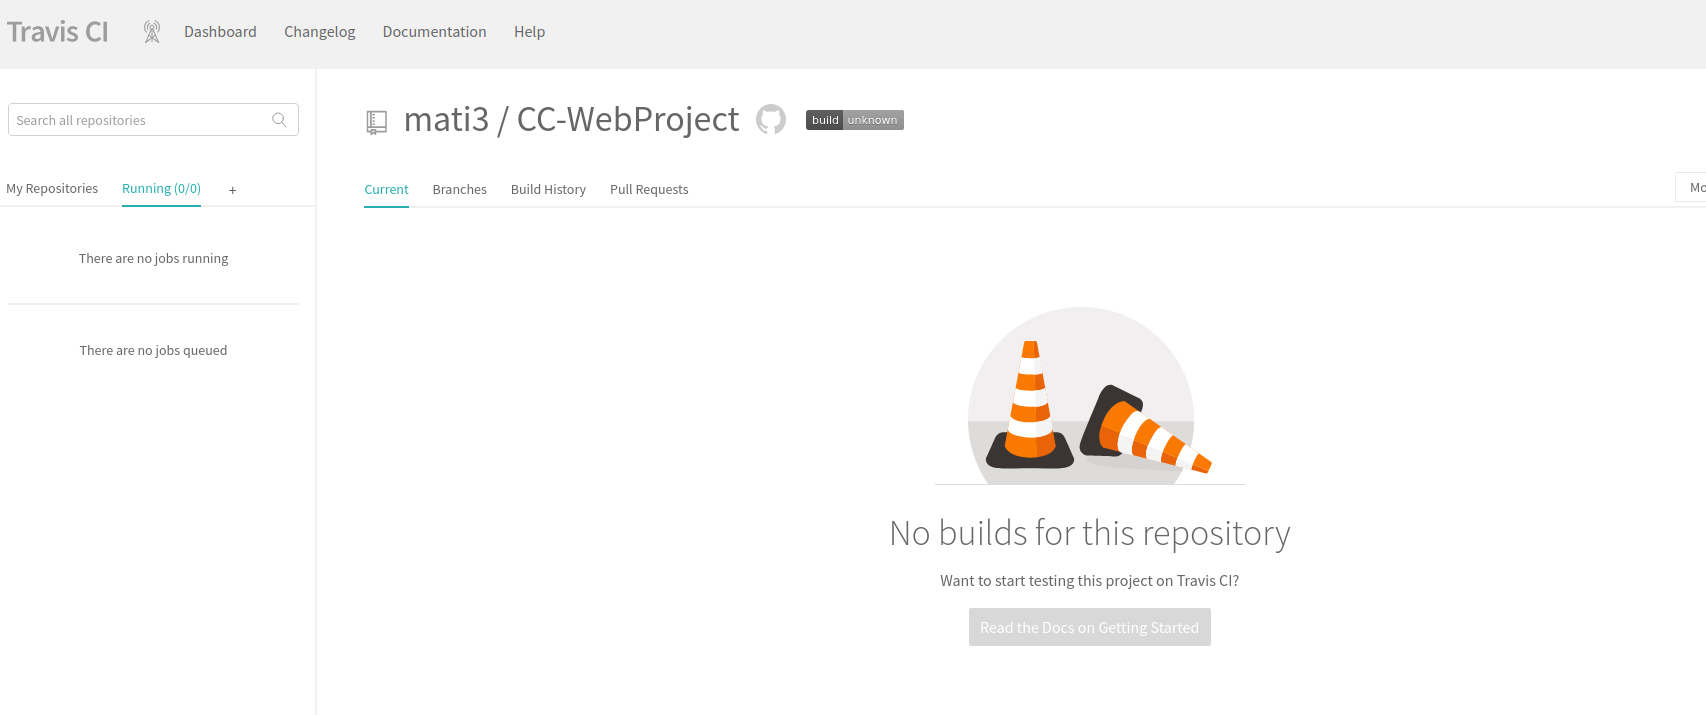 Travis CI Dashboard Changelog Documentation Help
Search all repositories
mati3 / CC-WebProject build unknown
My Repositories Running (0/0) +
Current Branches Build History Pull Requests Mo
There are no jobs running
There are no jobs queued
No builds for this repository
Want to start testing this project on Travis CI?
Read the Docs on Getting Started